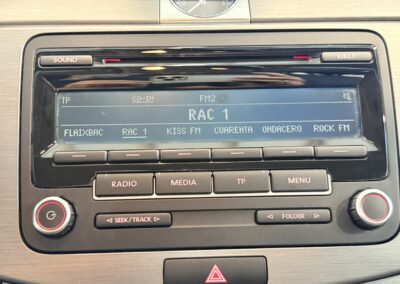 SOUND EJECT
TP CD-IN FM2
RAC 1
FLAIXBAC RAC 1 KISS FM CUARENTA ONDACERO ROCK FM
RADIO MEDIA TP MENU
◁ SEEK / TRACK ▷ ◁ FOLDER ▷